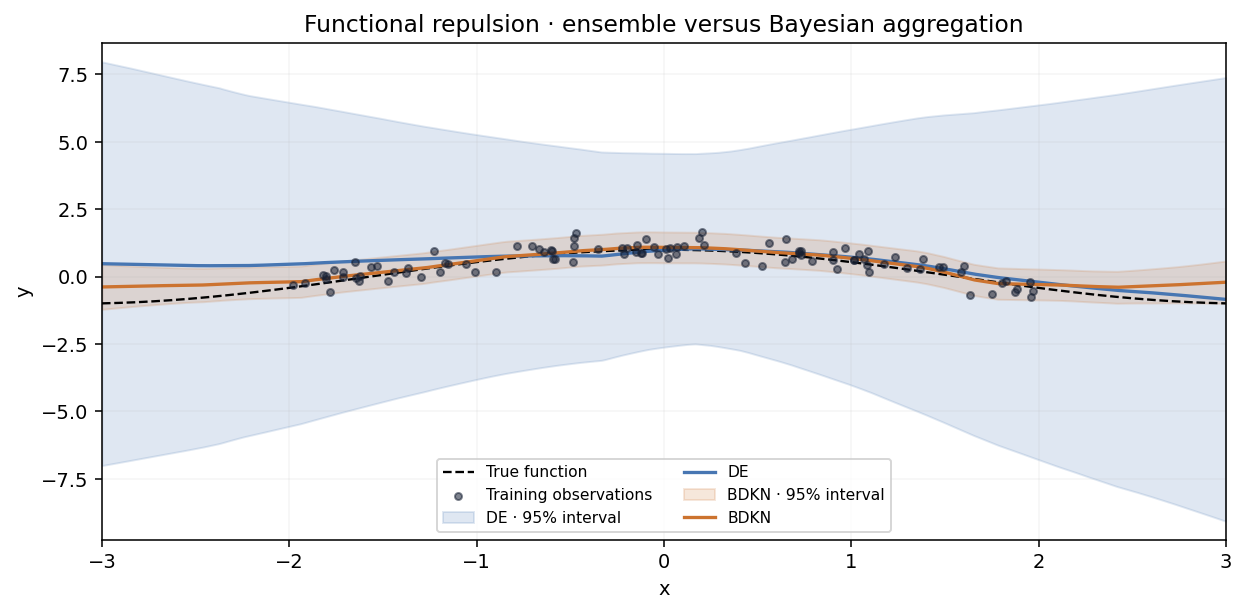 Functional repulsion · ensemble versus Bayesian aggregation
y
7.5
5.0
2.5
0.0
−2.5
−5.0
−7.5
True function
Training observations
DE · 95% interval
DE
BDKN · 95% interval
BDKN
−3
−2
−1
0
1
2
3
x